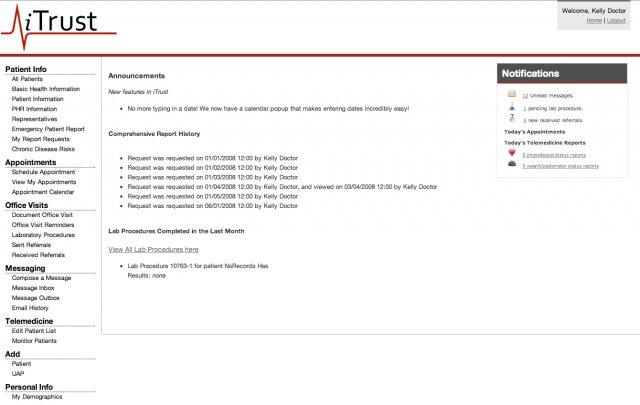 iTrust
Welcome, Kelly Doctor
Home | Logout
Patient Info
All Patients
Basic Health Information
Patient Information
PHR Information
Representatives
Emergency Patient Report
My Report Requests
Chronic Disease Risks
Appointments
Schedule Appointment
View My Appointments
Appointment Calendar
Office Visits
Document Office Visit
Office Visit Reminders
Laboratory Procedures
Sent Referrals
Received Referrals
Messaging
Compose a Message
Message Inbox
Message Outbox
Email History
Telemedicine
Edit Patient List
Monitor Patients
Add
Patient
UAP
Personal Info
My Demographics
Announcements
New features in iTrust
• No more typing in a date! We now have a calendar popup that makes entering dates incredibly easy!
Comprehensive Report History
• Request was requested on 01/01/2008 12:00 by Kelly Doctor
• Request was requested on 01/02/2008 12:00 by Kelly Doctor
• Request was requested on 01/03/2008 12:00 by Kelly Doctor
• Request was requested on 01/04/2008 12:00 by Kelly Doctor, and viewed on 03/04/2008 12:00 by Kelly Doctor
• Request was requested on 01/05/2008 12:00 by Kelly Doctor
• Request was requested on 06/01/2008 12:00 by Kelly Doctor
Lab Procedures Completed in the Last Month
View All Lab Procedures here
• Lab Procedure 10763-1 for patient NoRecords Has
Results: none
Notifications
12 Unread messages.
1 pending lab procedure.
new received referrals.
Today's Appointments
Today's Telemedicine Reports
0 physiological status reports
0 weight/pedometer status reports